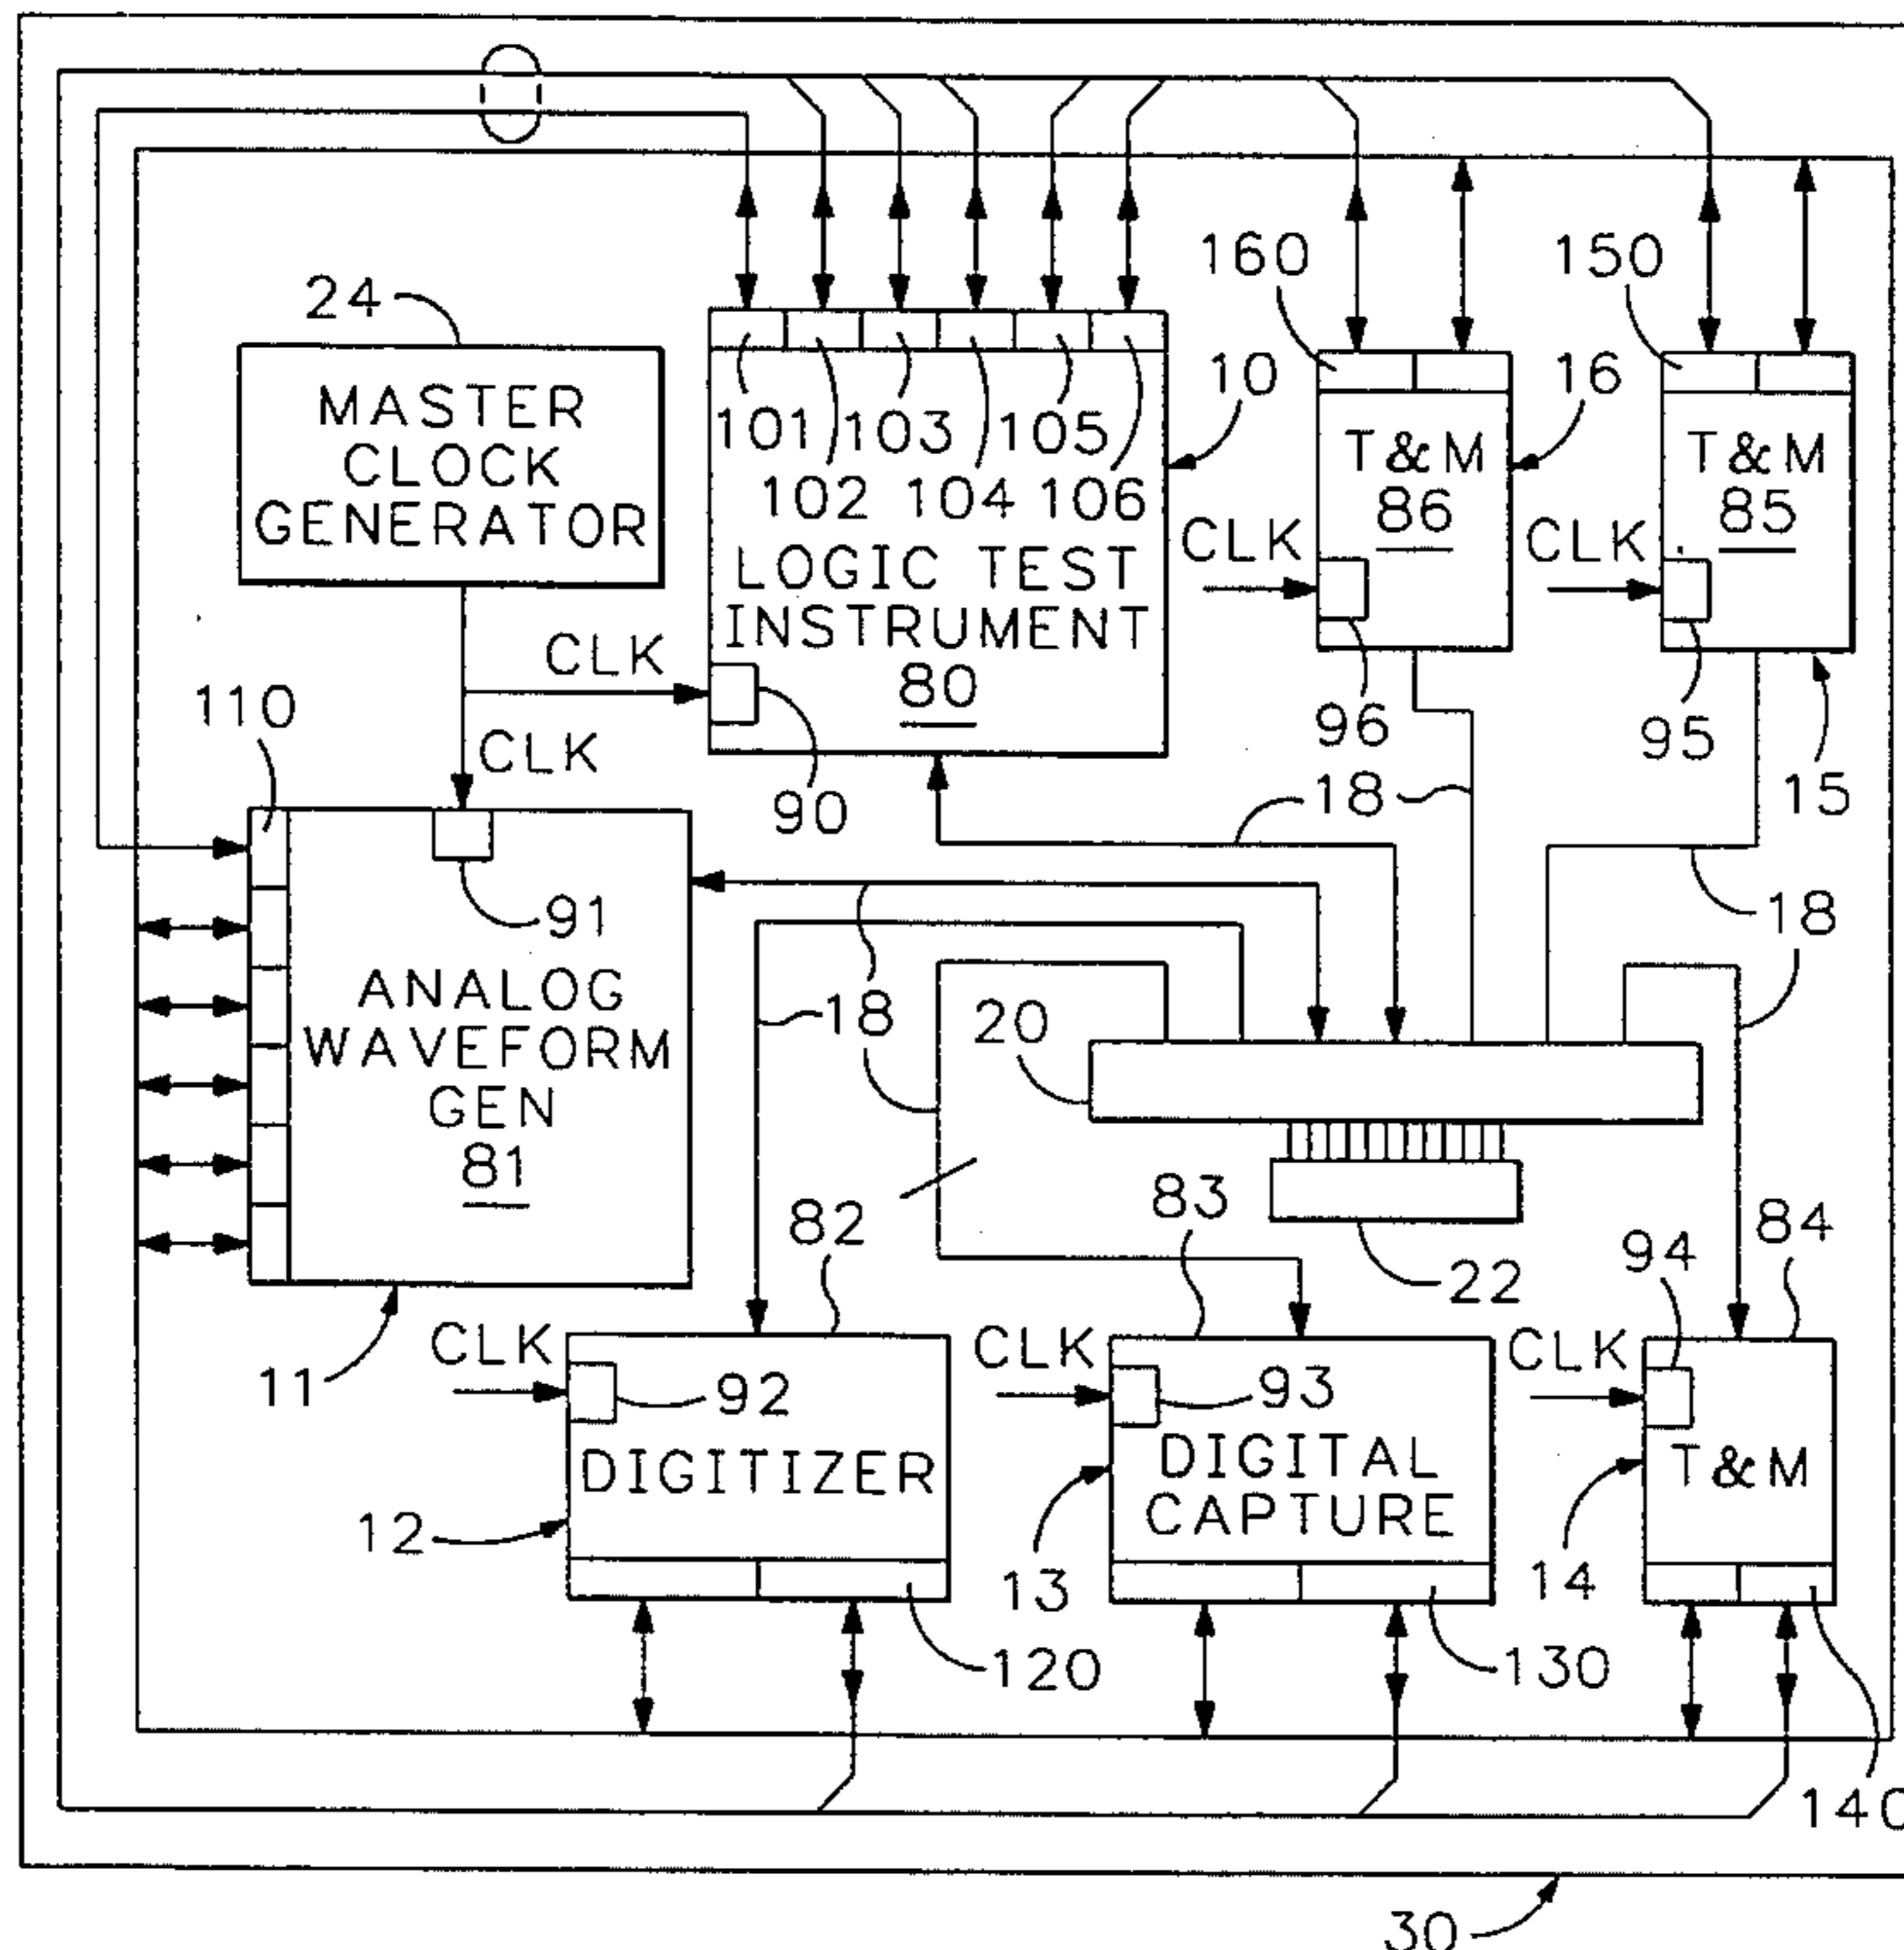 24
MASTER
CLOCK
GENERATOR
101
102
103
104
105
106
LOGIC TEST
INSTRUMENT
80
10
160
T&M
86
16
CLK
96
150
T&M
85
CLK
95
15
CLK
90
CLK
110
91
ANALOG
WAVEFORM
GEN
81
11
18
18
18
18
20
22
82
CLK
92
DIGITIZER
12
120
83
CLK
93
DIGITAL
CAPTURE
13
130
84
94
CLK
T&M
14
140
30